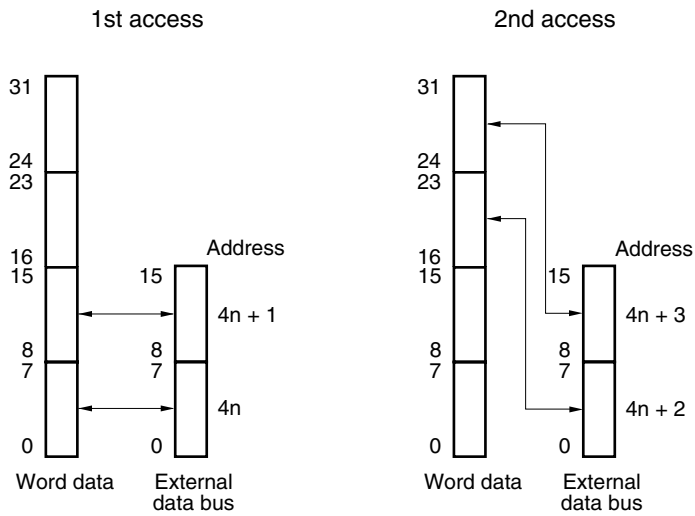 1st access
31
24
23
16
15
8
7
0
Word data
Address
15
4n + 1
8
7
4n
0
External
data bus
2nd access
31
24
23
16
15
8
7
0
Word data
Address
15
4n + 3
8
7
4n + 2
0
External
data bus